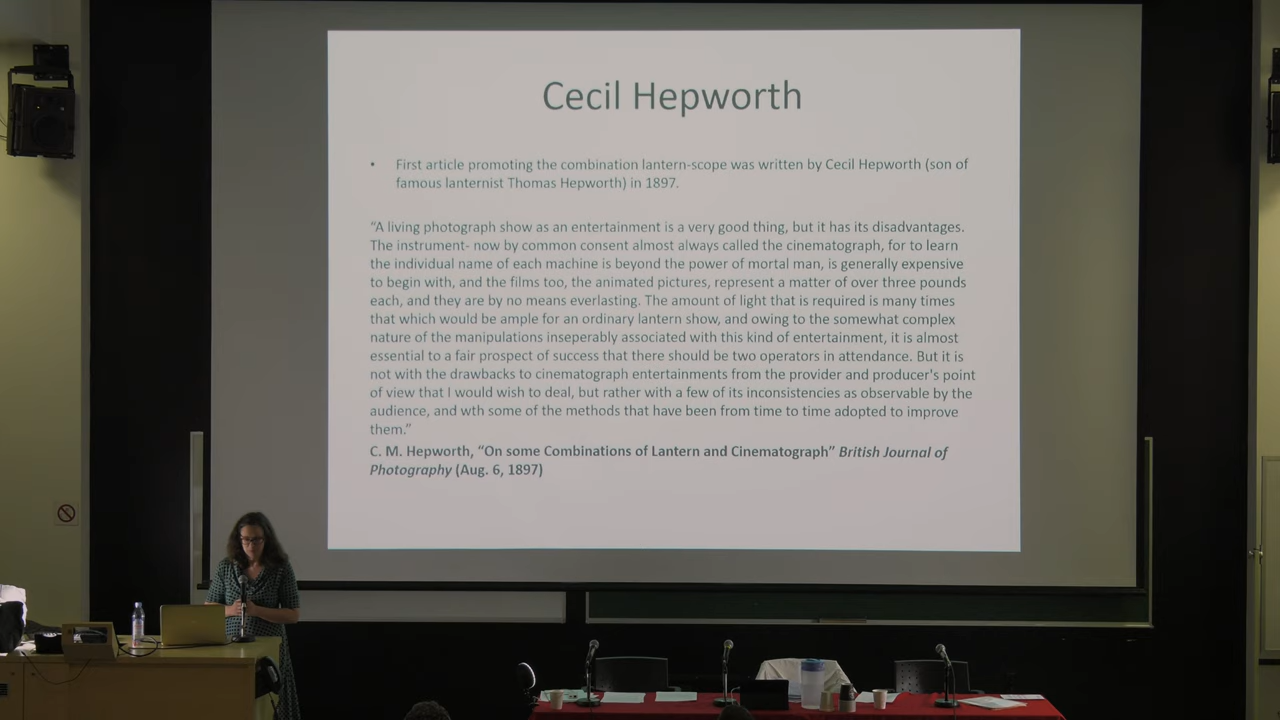 Cecil Hepworth
• First article promoting the combination lantern-scope was written by Cecil Hepworth (son of
famous lanternist Thomas Hepworth) in 1897.
“A living photograph show as an entertainment is a very good thing, but it has its disadvantages.
The instrument- now by common consent almost always called the cinematograph, for to learn
the individual name of each machine is beyond the power of mortal man, is generally expensive
to begin with, and the films too, the animated pictures, represent a matter of over three pounds
each, and they are by no means everlasting. The amount of light that is required is many times
that which would be ample for an ordinary lantern show, and owing to the somewhat complex
nature of the manipulations inseperably associated with this kind of entertainment, it is almost
essential to a fair prospect of success that there should be two operators in attendance. But it is
not with the drawbacks to cinematograph entertainments from the provider and producer's point
of view that I would wish to deal, but rather with a few of its inconsistencies as observable by the
audience, and wth some of the methods that have been from time to time adopted to improve
them.”
C. M. Hepworth, “On some Combinations of Lantern and Cinematograph” British Journal of
Photography (Aug. 6, 1897)